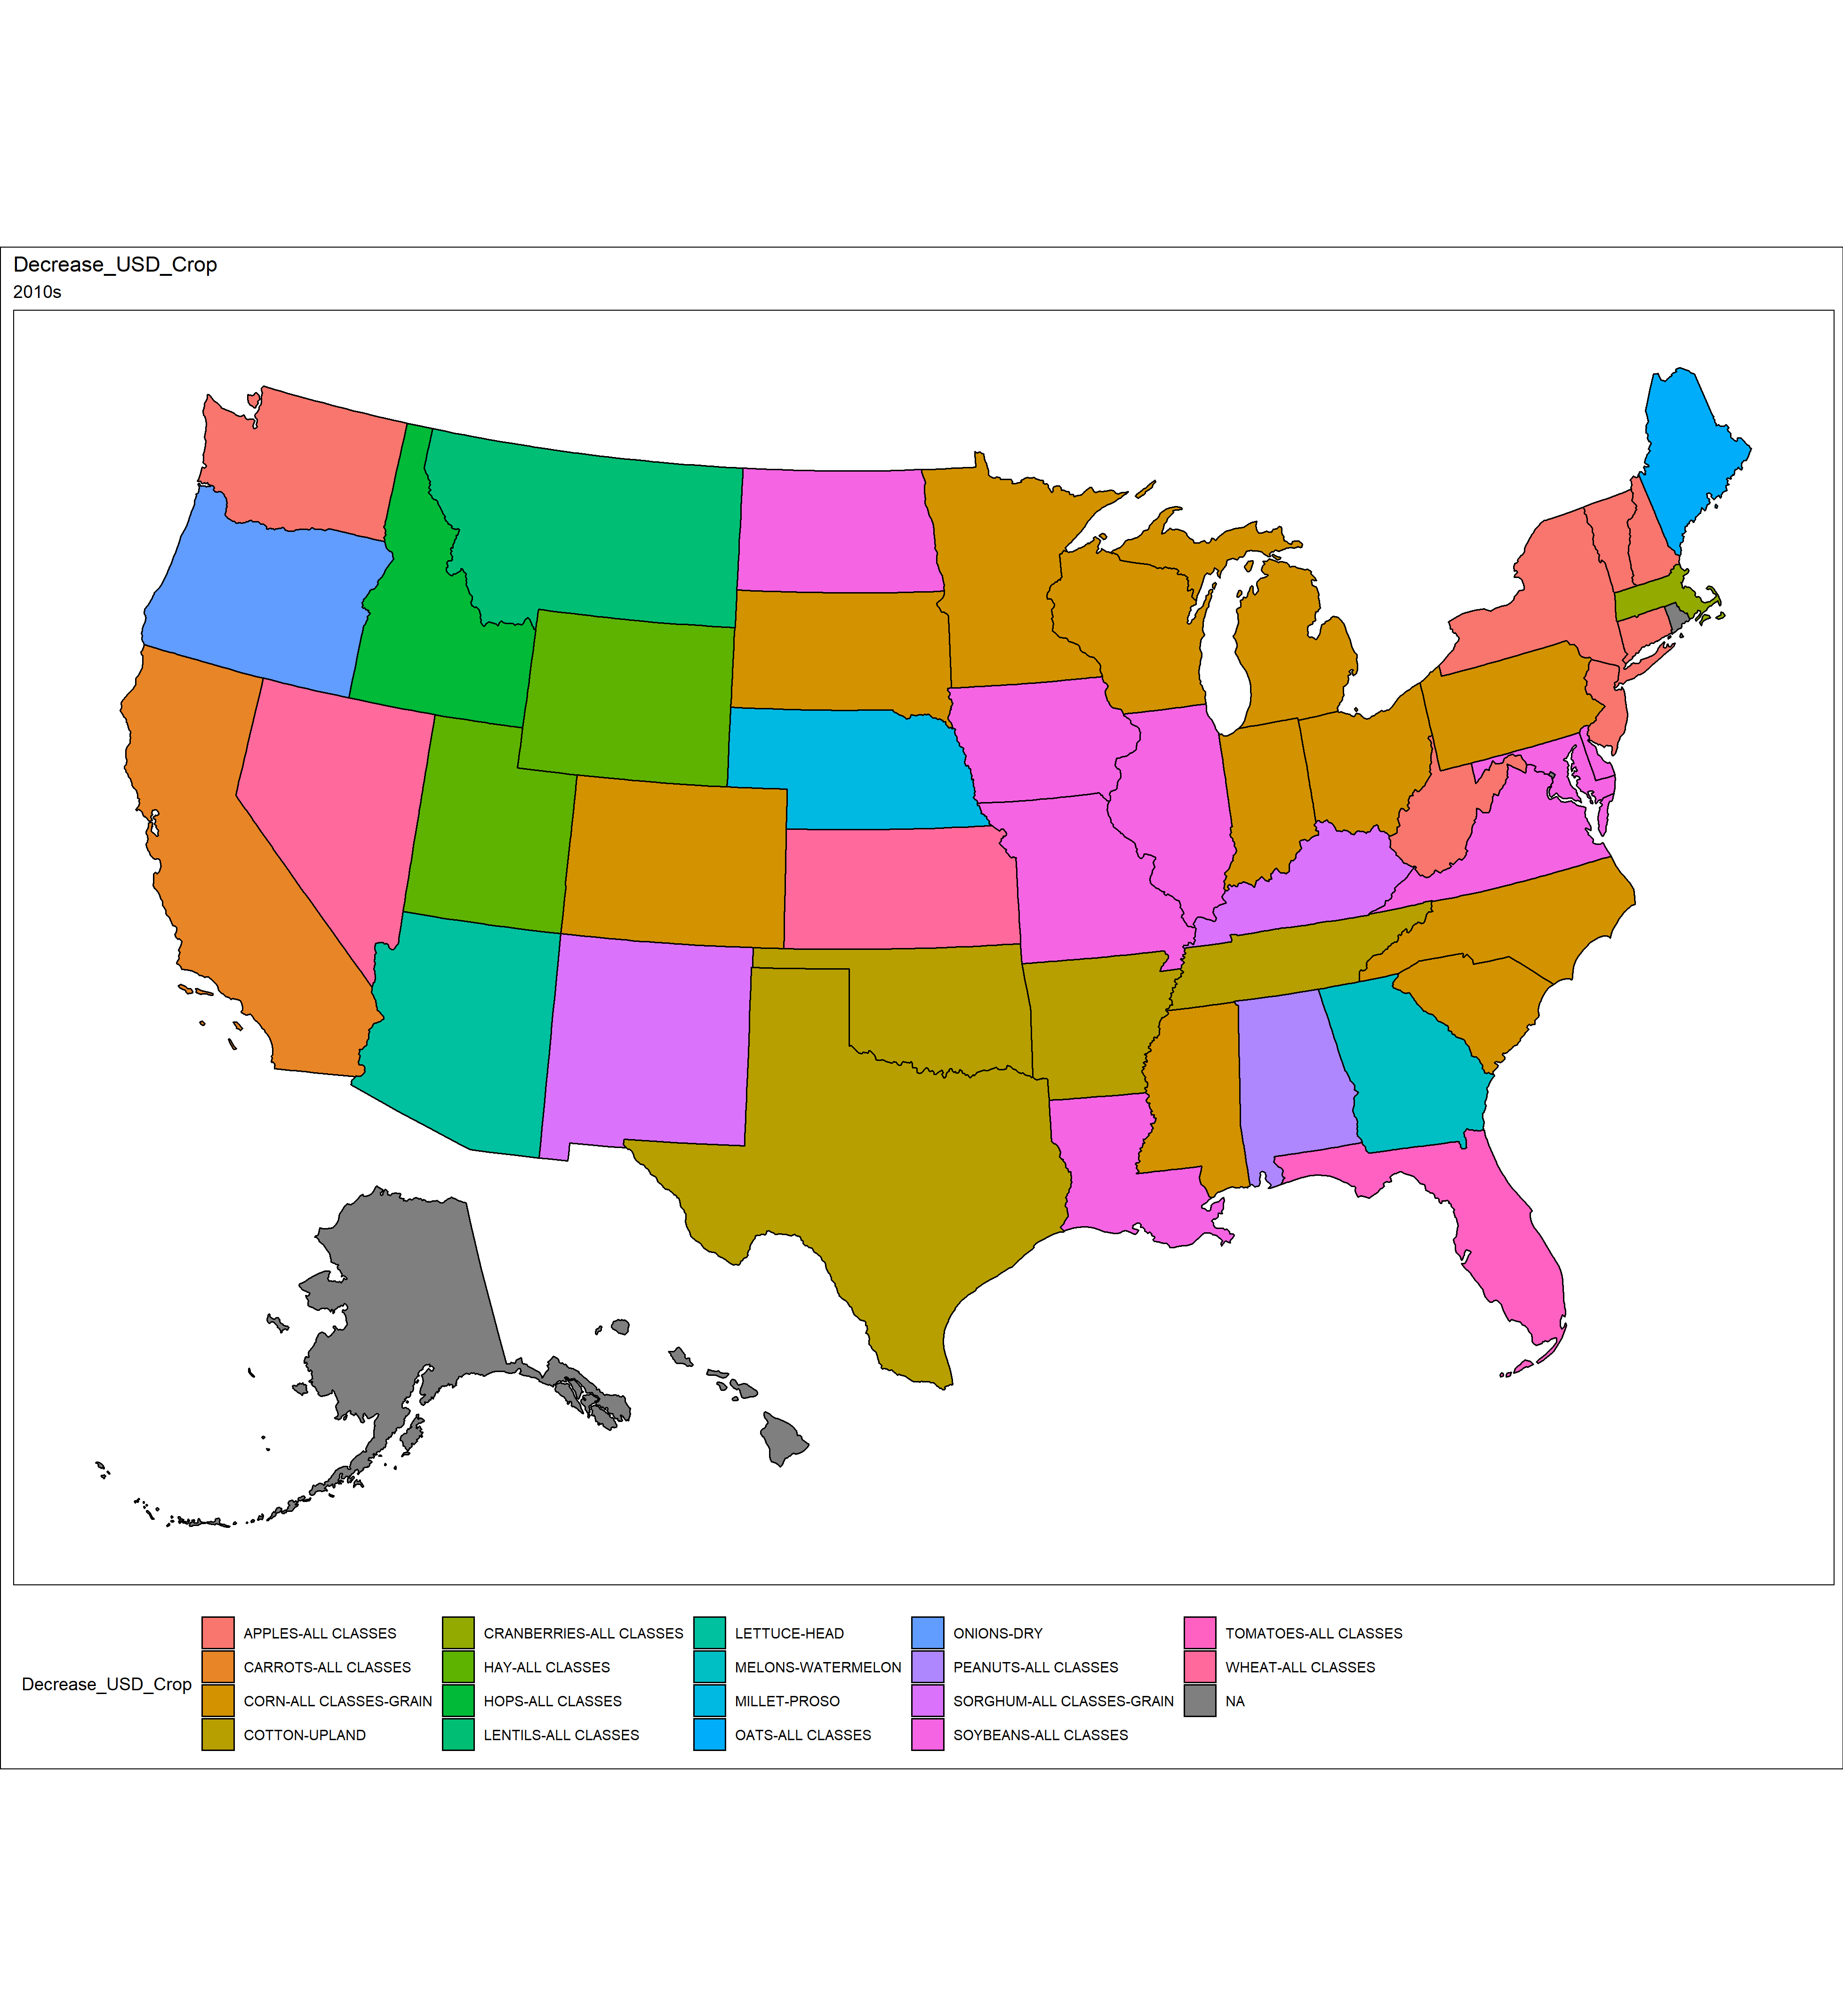 Decrease_USD_Crop
2010s
Decrease_USD_Crop
APPLES-ALL CLASSES
CARROTS-ALL CLASSES
CORN-ALL CLASSES-GRAIN
COTTON-UPLAND
CRANBERRIES-ALL CLASSES
HAY-ALL CLASSES
HOPS-ALL CLASSES
LENTILS-ALL CLASSES
LETTUCE-HEAD
MELONS-WATERMELON
MILLET-PROSO
OATS-ALL CLASSES
ONIONS-DRY
PEANUTS-ALL CLASSES
SORGHUM-ALL CLASSES-GRAIN
SOYBEANS-ALL CLASSES
TOMATOES-ALL CLASSES
WHEAT-ALL CLASSES
NA